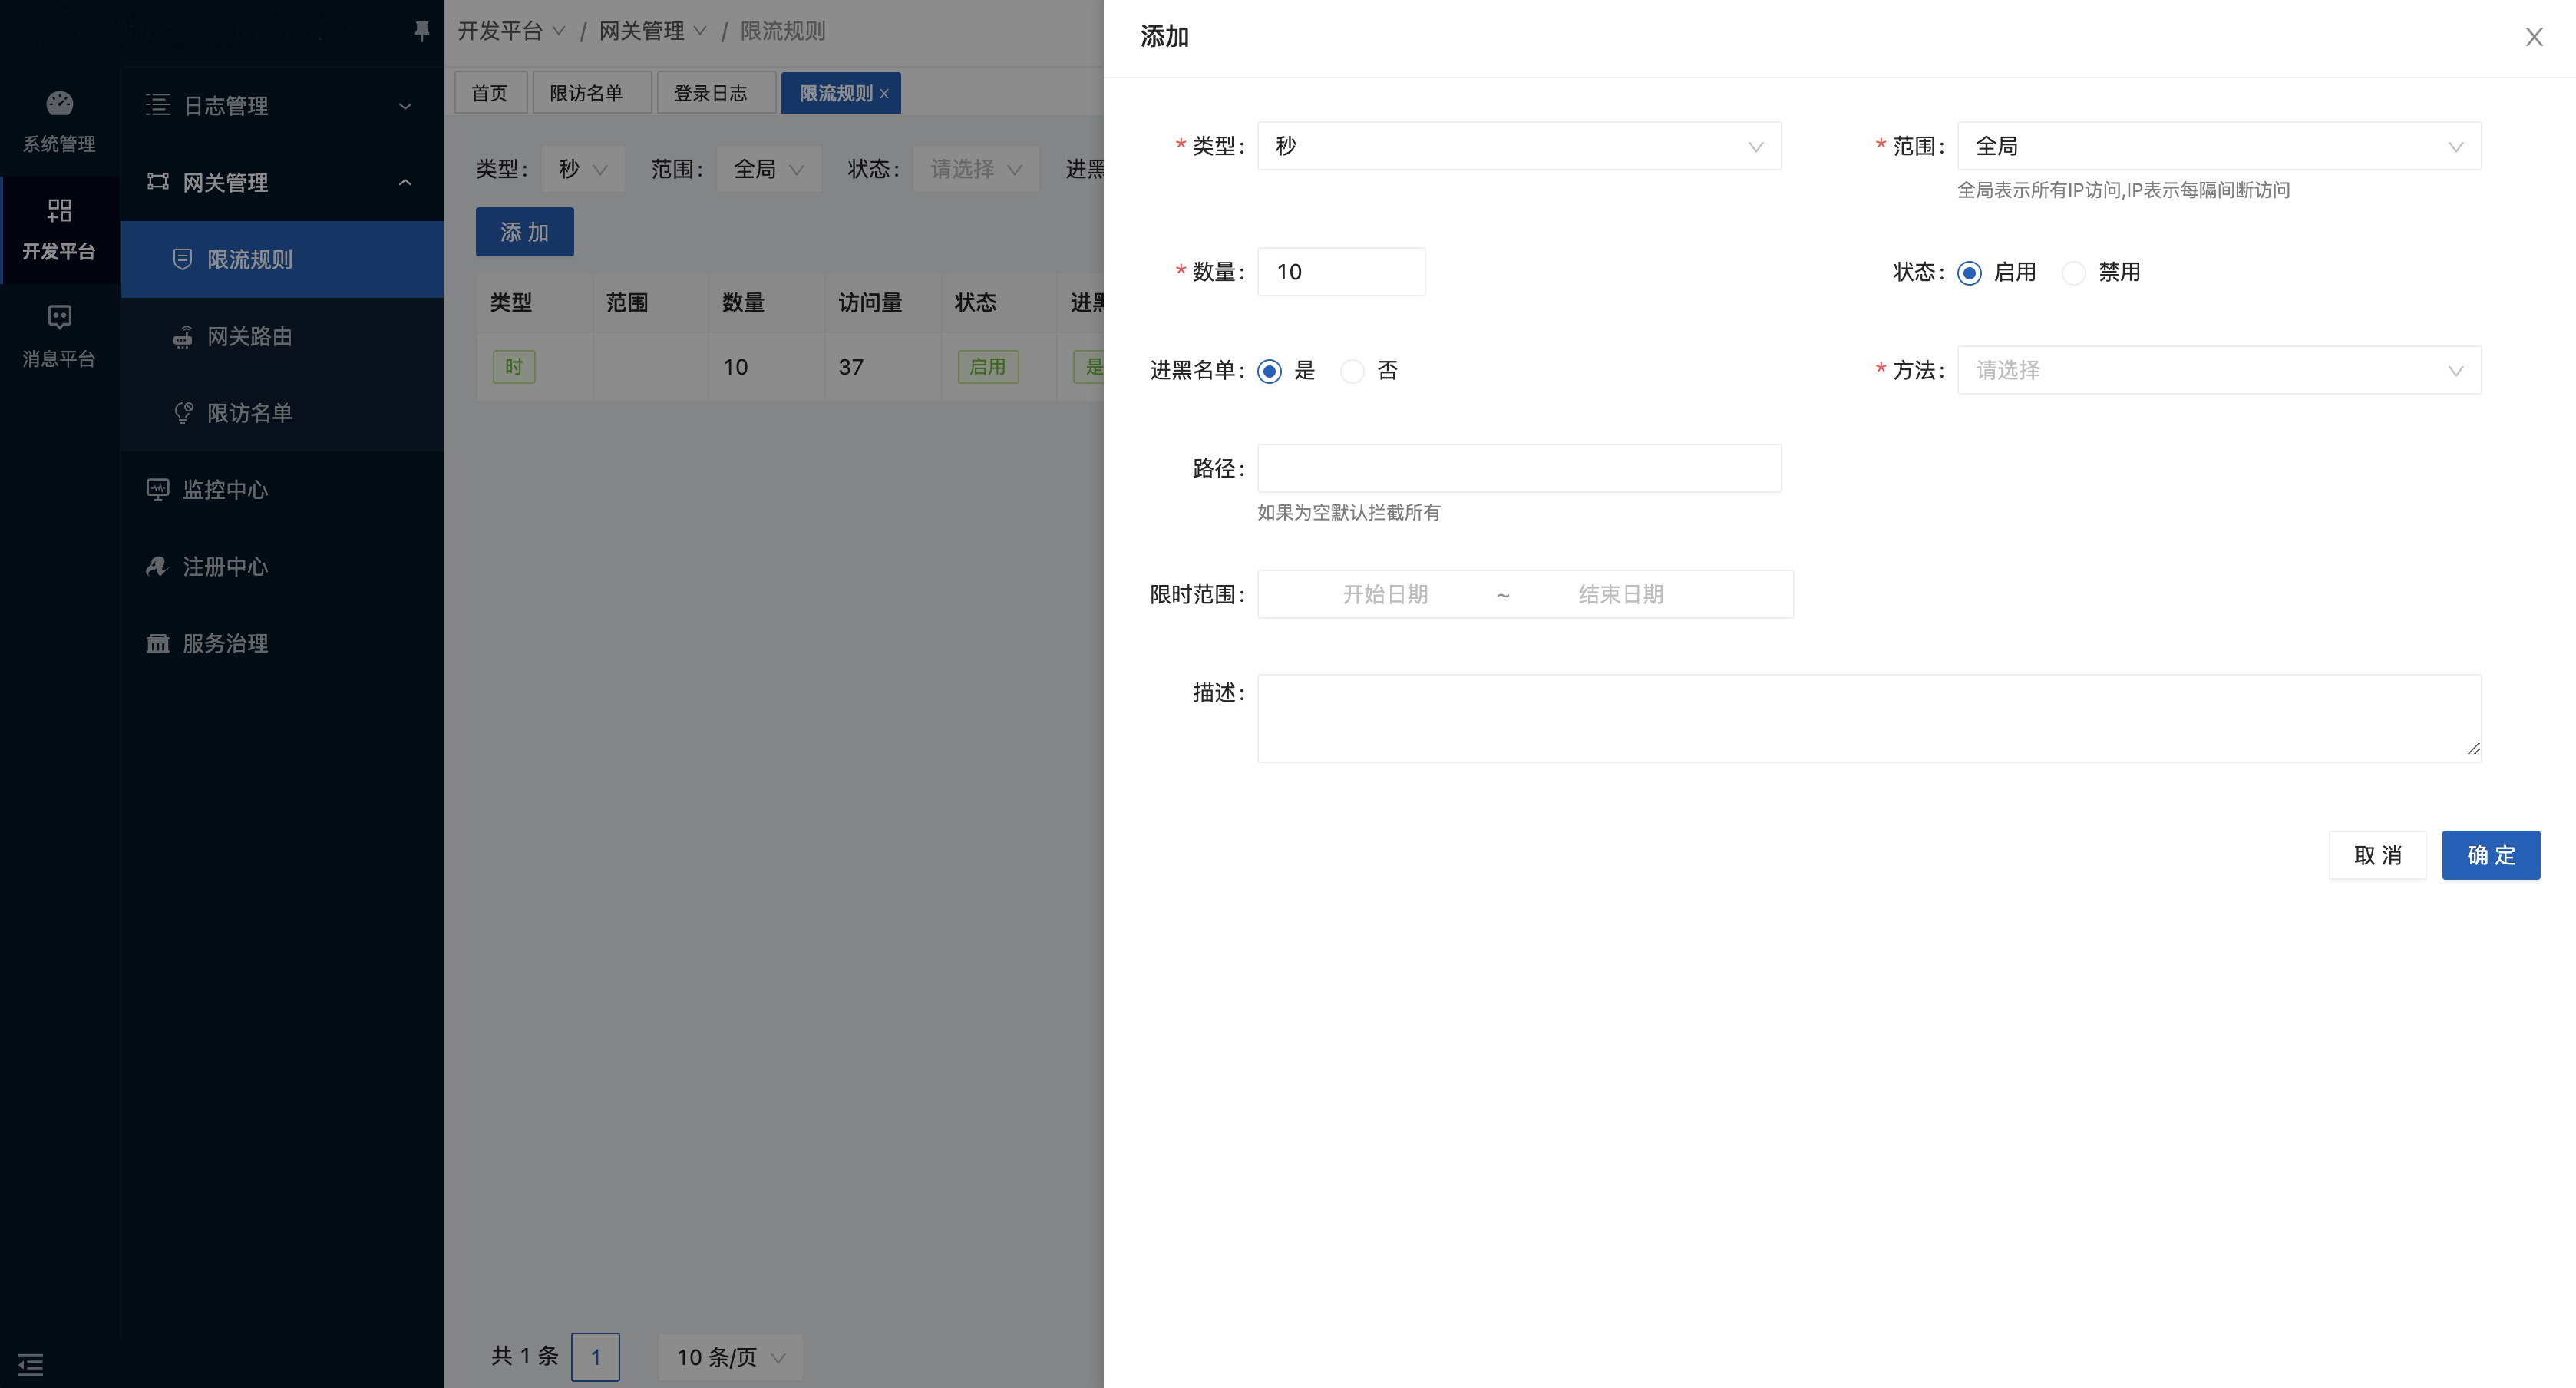 系统管理
开发平台
消息平台
日志管理
网关管理
限流规则
网关路由
限访名单
监控中心
注册中心
服务治理
开发平台 / 网关管理 / 限流规则
首页 限访名单 登录日志 限流规则 x
类型: 秒 范围: 全局 状态: 请选择 进黑
添 加
类型 范围 数量 访问量 状态 进黑
时 10 37 启用 是
共 1 条 1 10 条/页
添加
* 类型: 秒 * 范围: 全局
全局表示所有IP访问,IP表示每隔间断访问
* 数量: 10 状态: 启用 禁用
进黑名单: 是 否 * 方法: 请选择
路径:
如果为空默认拦截所有
限时范围: 开始日期 ~ 结束日期
描述:
取 消 确 定